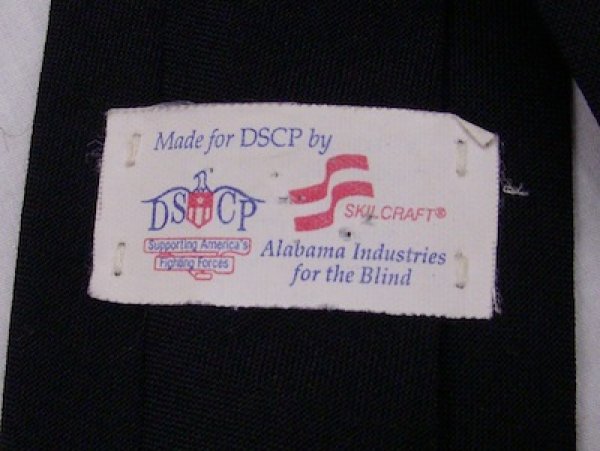 Made for DSCP by
DSCP
Supporting America's
Fighting Forces
SKILCRAFT®
Alabama Industries
for the Blind